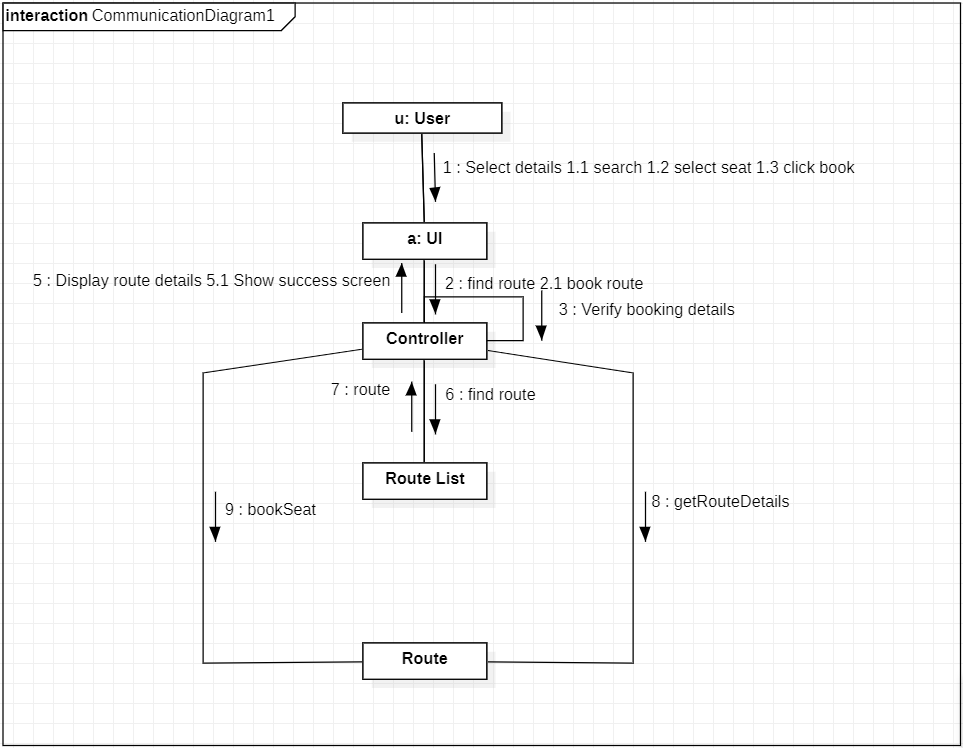 interaction CommunicationDiagram1
u: User
1 : Select details 1.1 search 1.2 select seat 1.3 click book
a: UI
5 : Display route details 5.1 Show success screen
2 : find route 2.1 book route
3 : Verify booking details
Controller
7 : route
6 : find route
Route List
9 : bookSeat
8 : getRouteDetails
Route